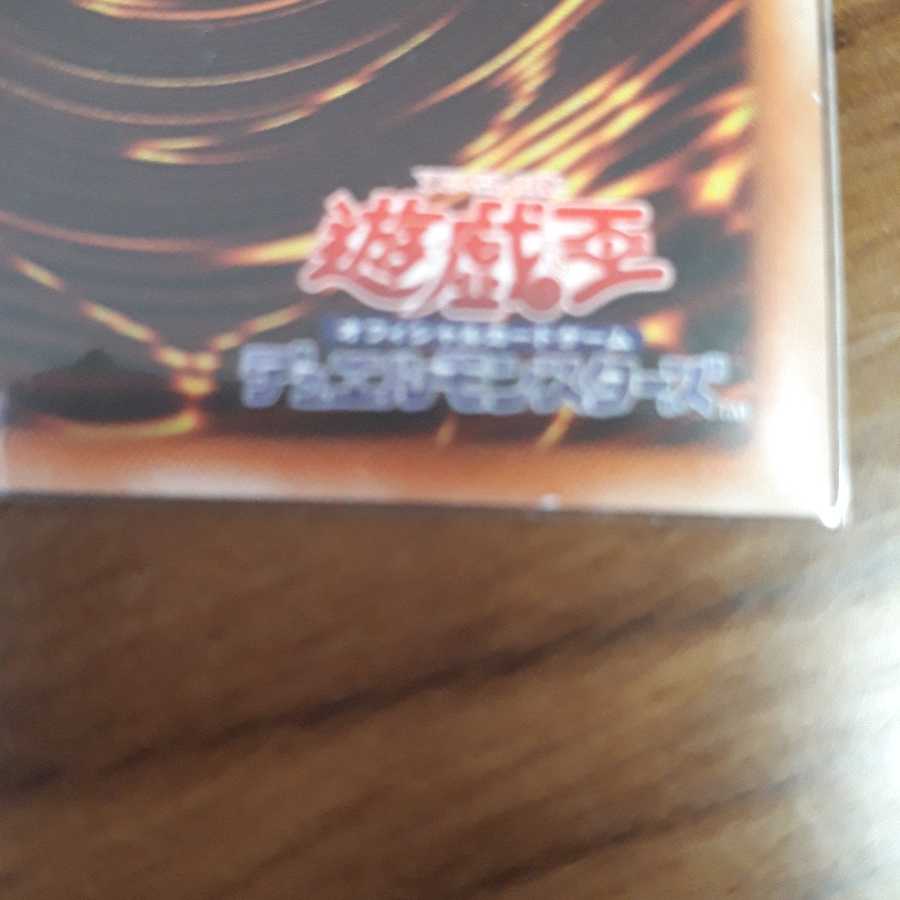 遊戯王
オフィシャルカードゲーム
デュエルモンスターズ